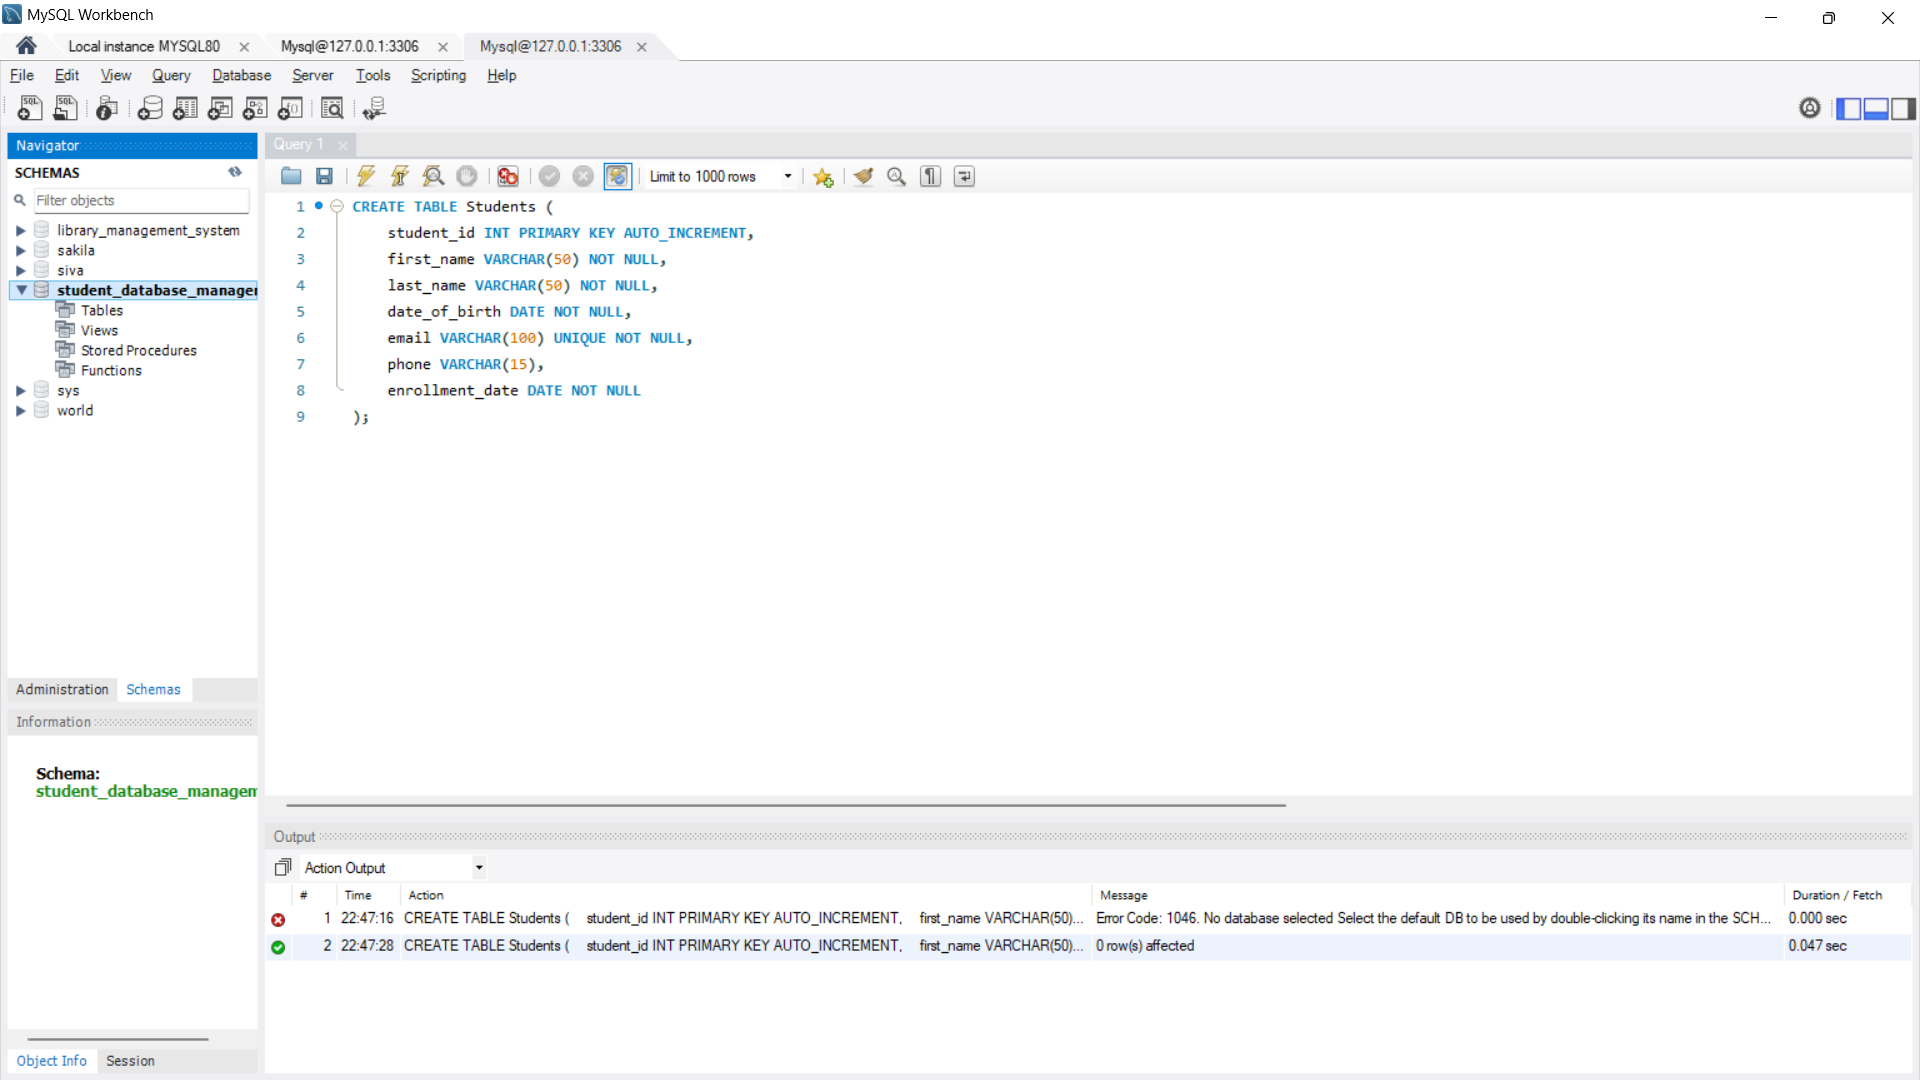 MySQL Workbench
Local instance MYSQL80
Mysql@127.0.0.1:3306
Mysql@127.0.0.1:3306
File Edit View Query Database Server Tools Scripting Help
Navigator
SCHEMAS
Filter objects
library_management_system
sakila
siva
student_database_manager
Tables
Views
Stored Procedures
Functions
sys
world
Administration Schemas
Information
Schema:
student_database_managem
Object Info Session
Query 1
Limit to 1000 rows
1 CREATE TABLE Students (
2 student_id INT PRIMARY KEY AUTO_INCREMENT,
3 first_name VARCHAR(50) NOT NULL,
4 last_name VARCHAR(50) NOT NULL,
5 date_of_birth DATE NOT NULL,
6 email VARCHAR(100) UNIQUE NOT NULL,
7 phone VARCHAR(15),
8 enrollment_date DATE NOT NULL
9 );
Output
Action Output
# Time Action Message Duration / Fetch
1 22:47:16 CREATE TABLE Students ( student_id INT PRIMARY KEY AUTO_INCREMENT, first_name VARCHAR(50)... Error Code: 1046. No database selected Select the default DB to be used by double-clicking its name in the SCH... 0.000 sec
2 22:47:28 CREATE TABLE Students ( student_id INT PRIMARY KEY AUTO_INCREMENT, first_name VARCHAR(50)... 0 row(s) affected 0.047 sec